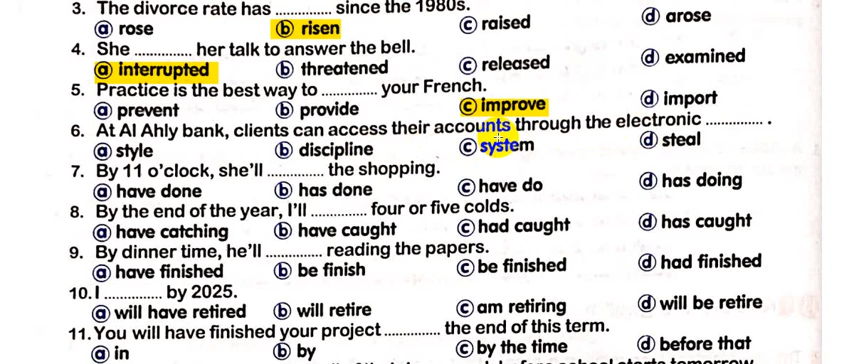 3. The divorce rate has ............. since the 1980s.
ⓐ rose ⓑ risen ⓒ raised ⓓ arose
4. She ............. her talk to answer the bell.
ⓐ interrupted ⓑ threatened ⓒ released ⓓ examined
5. Practice is the best way to ............. your French.
ⓐ prevent ⓑ provide ⓒ improve ⓓ import
6. At Al Ahly bank, clients can access their accounts through the electronic ............. .
ⓐ style ⓑ discipline ⓒ system ⓓ steal
7. By 11 o'clock, she'll ............. the shopping.
ⓐ have done ⓑ has done ⓒ have do ⓓ has doing
8. By the end of the year, I'll ............. four or five colds.
ⓐ have catching ⓑ have caught ⓒ had caught ⓓ has caught
9. By dinner time, he'll ............. reading the papers.
ⓐ have finished ⓑ be finish ⓒ be finished ⓓ had finished
10. I ............. by 2025.
ⓐ will have retired ⓑ will retire ⓒ am retiring ⓓ will be retire
11. You will have finished your project ............. the end of this term.
ⓐ in ⓑ by ⓒ by the time ⓓ before that